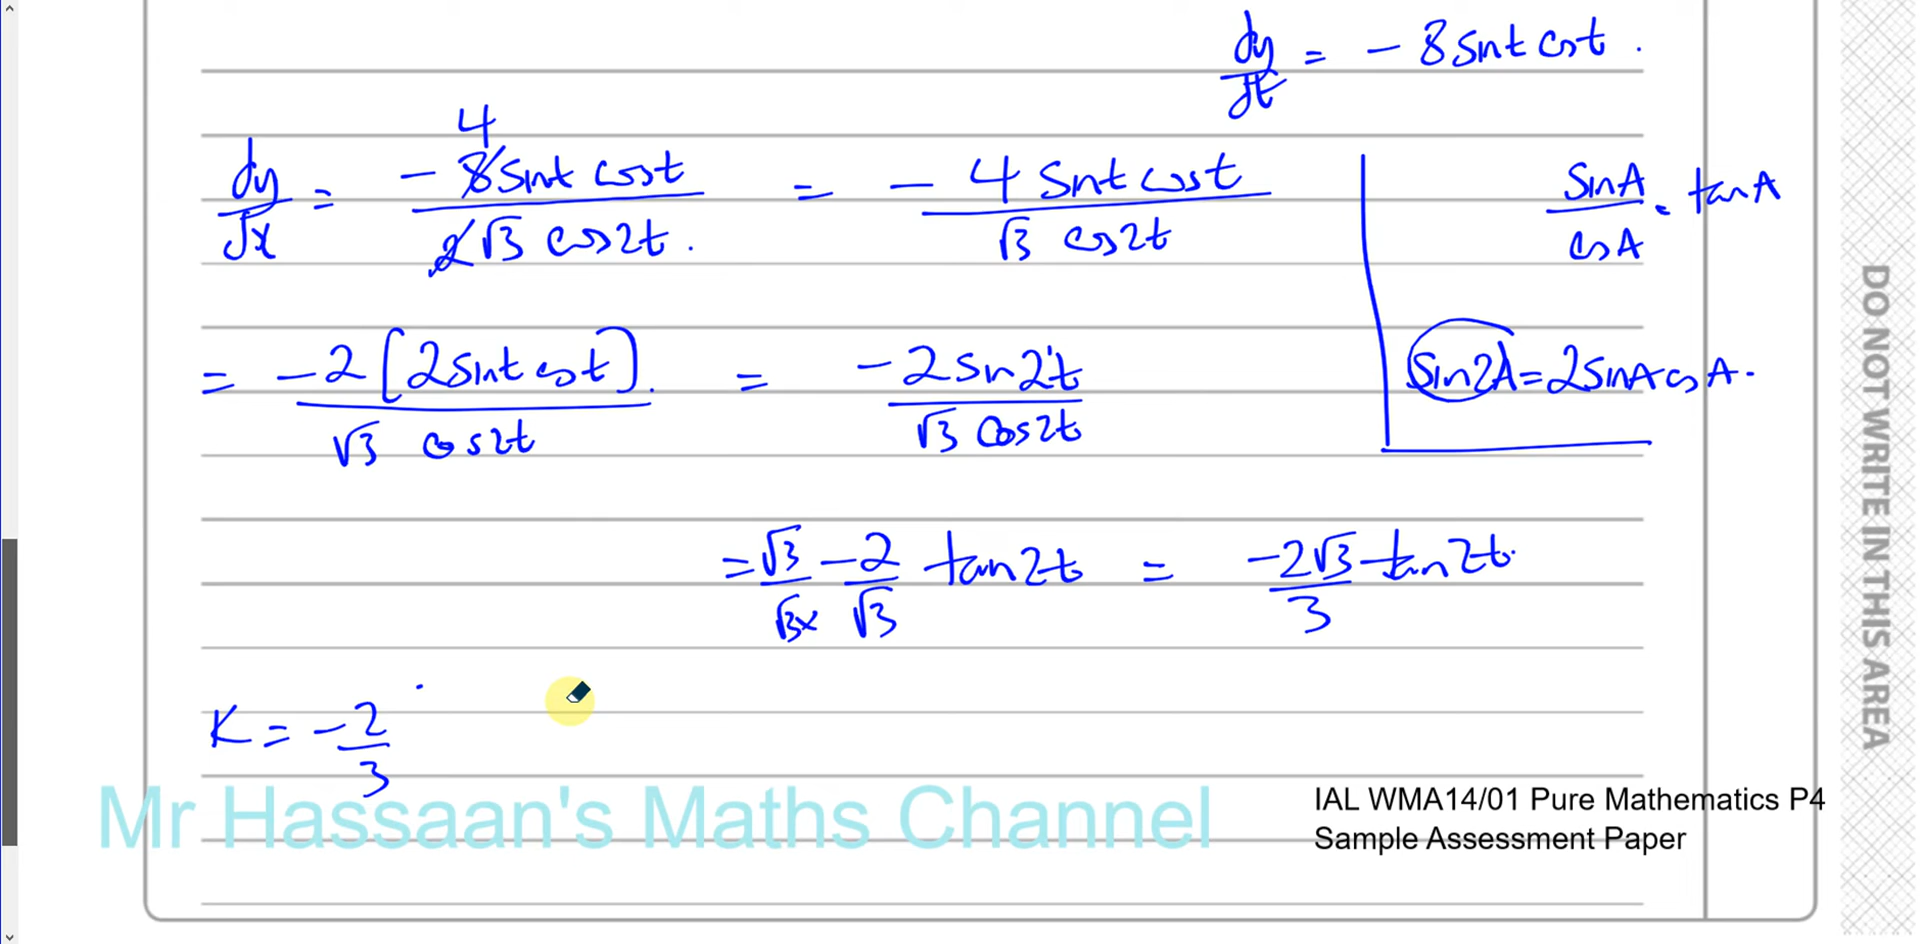 dy/dt = - 8 sint cost .
dy/dx = - 8 4 sint cost / 2√3 cos2t . = - 4 sint cost / √3 cos2t
sinA / cosA = tanA
= -2 [2sint cost] . / √3 cos2t = -2 sin2t / √3 cos2t
sin2A = 2sinAcosA.
= √3/√3 x -2/√3 tan2t = -2√3/3 tan2t.
K = -2/3
Mr Hassaan's Maths Channel
IAL WMA14/01 Pure Mathematics P4
Sample Assessment Paper
DO NOT WRITE IN THIS AREA